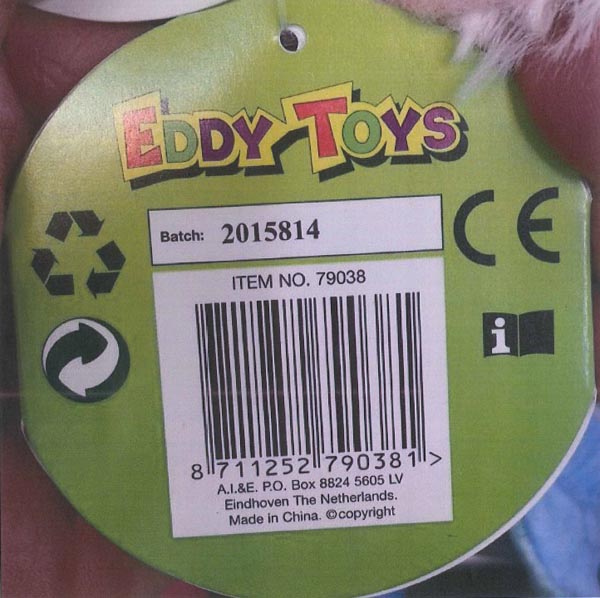 EDDY TOYS
Batch: 2015814
CE
ITEM NO. 79038
8 711252 790381 >
A.I.&E. P.O. Box 8824 5605 LV
Eindhoven The Netherlands.
Made in China. ©copyright